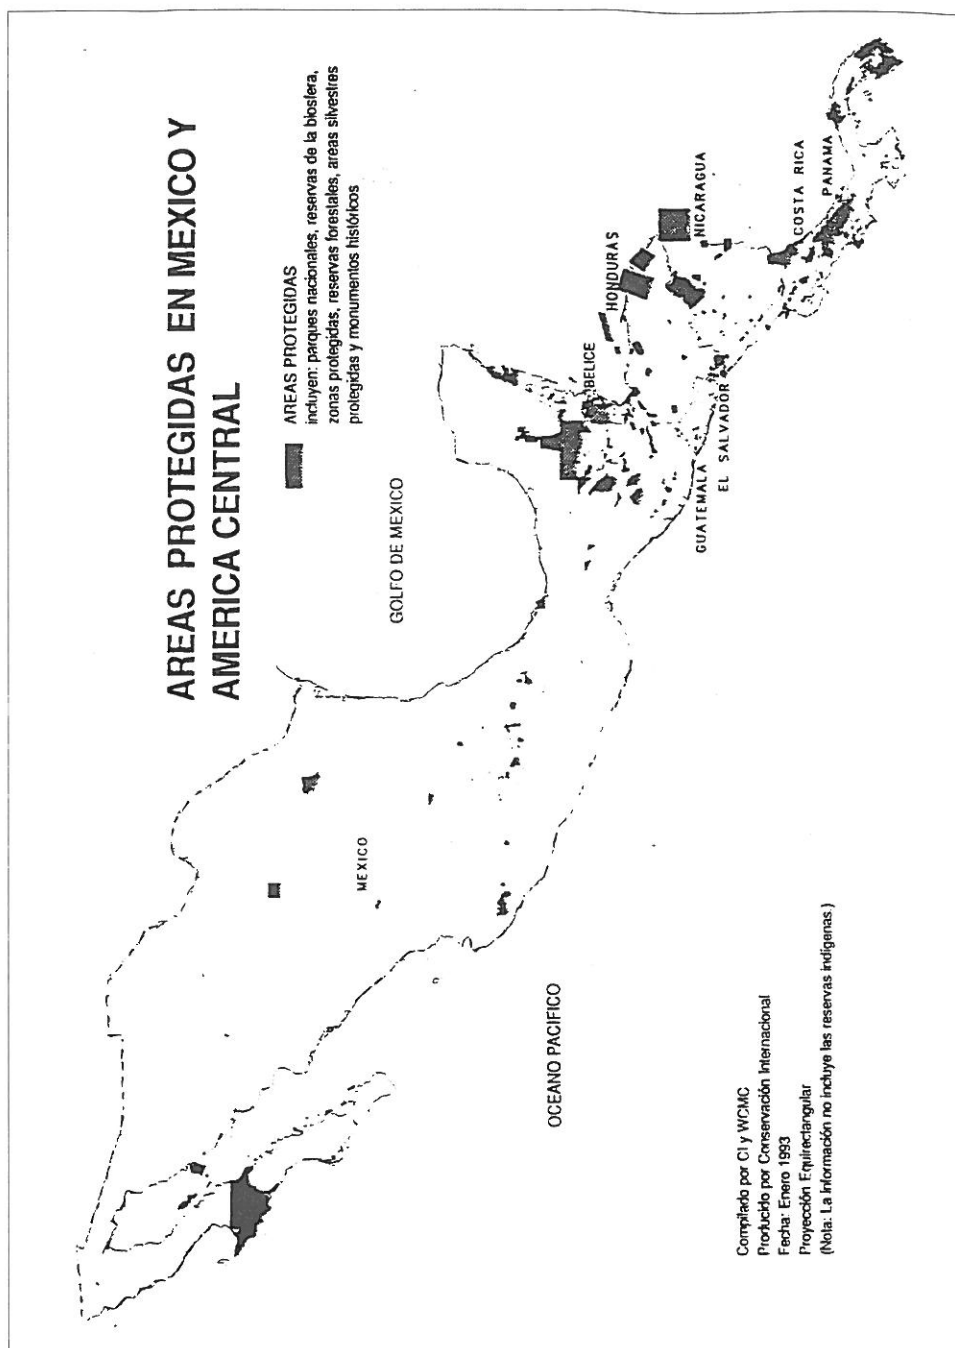 AREAS PROTEGIDAS EN MEXICO Y
AMERICA CENTRAL
AREAS PROTEGIDAS
incluyen: parques nacionales, reservas de la biosfera,
zonas protegidas, reservas forestales, areas silvestres
protegidas y monumentos históricos
GOLFO DE MEXICO
MEXICO
OCEANO PACIFICO
BELICE
HONDURAS
NICARAGUA
GUATEMALA
EL SALVADOR
COSTA RICA
PANAMA
Compilado por CI y WCMC
Producido por Conservación Internacional
Fecha: Enero 1993
Proyección Equirectangular
(Nota: La información no incluye las reservas indigenas.)